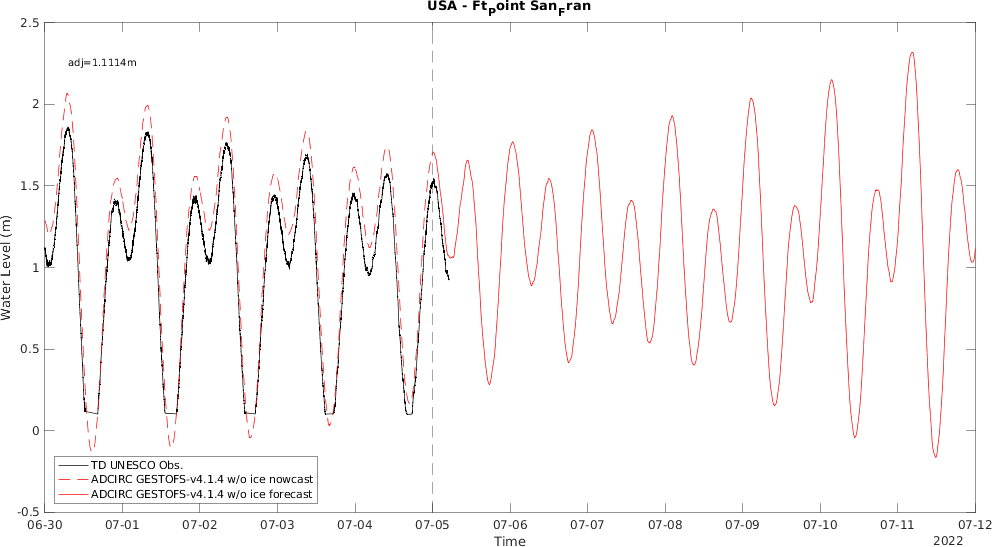 USA - FtPoint SanFran
2.5
adj=1.1114m
2
1.5
1
0.5
0
-0.5
Water Level (m)
TD UNESCO Obs.
ADCIRC GESTOFS-v4.1.4 w/o ice nowcast
ADCIRC GESTOFS-v4.1.4 w/o ice forecast
06-30 07-01 07-02 07-03 07-04 07-05 07-06 07-07 07-08 07-09 07-10 07-11 07-12
Time
2022